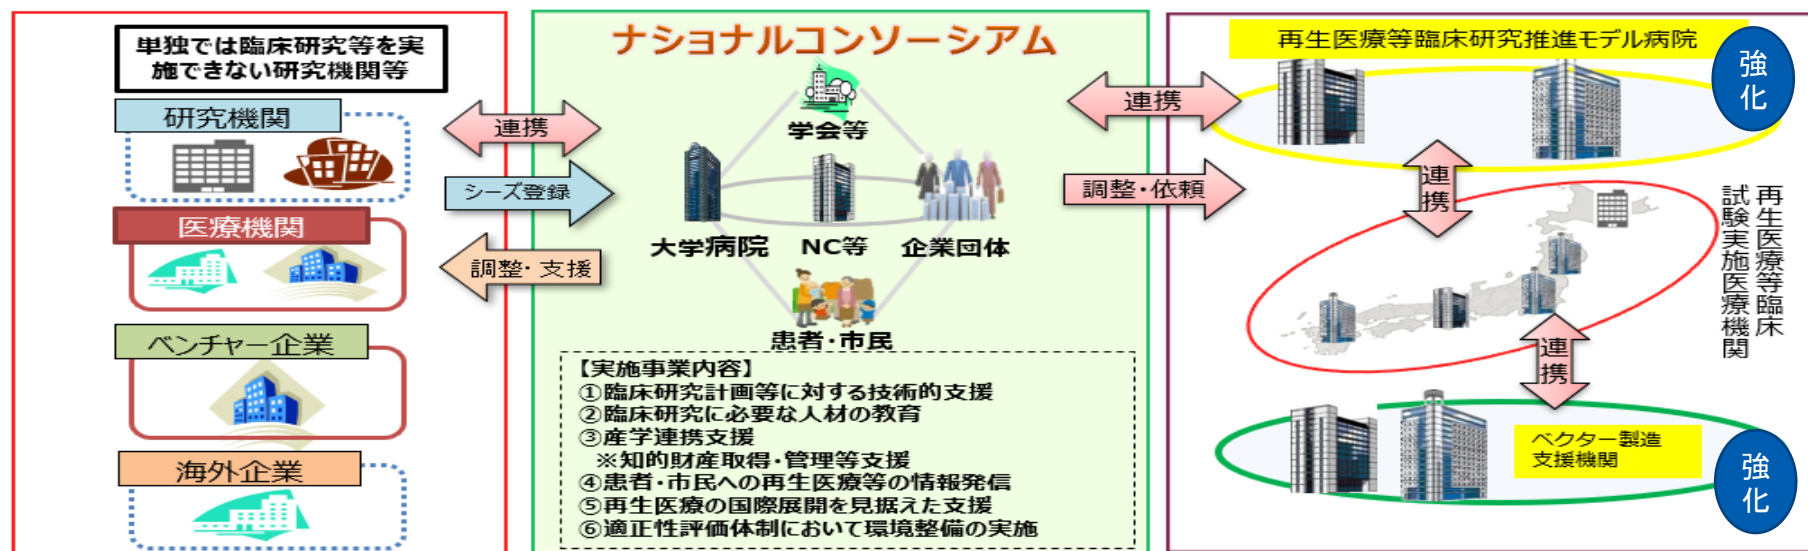 単独では臨床研究等を実
施できない研究機関等
研究機関
医療機関
ベンチャー企業
海外企業
連携
シーズ登録
調整・支援
ナショナルコンソーシアム
学会等
大学病院
NC等
企業団体
患者・市民
【実施事業内容】
①臨床研究計画等に対する技術的支援
②臨床研究に必要な人材の教育
③産学連携支援
※知的財産取得・管理等支援
④患者・市民への再生医療等の情報発信
⑤再生医療の国際展開を見据えた支援
⑥適正性評価体制において環境整備の実施
連携
調整・依頼
再生医療等臨床研究推進モデル病院
強化
連携
再生医療等臨床
試験実施医療機関
連携
ベクター製造
支援機関
強化